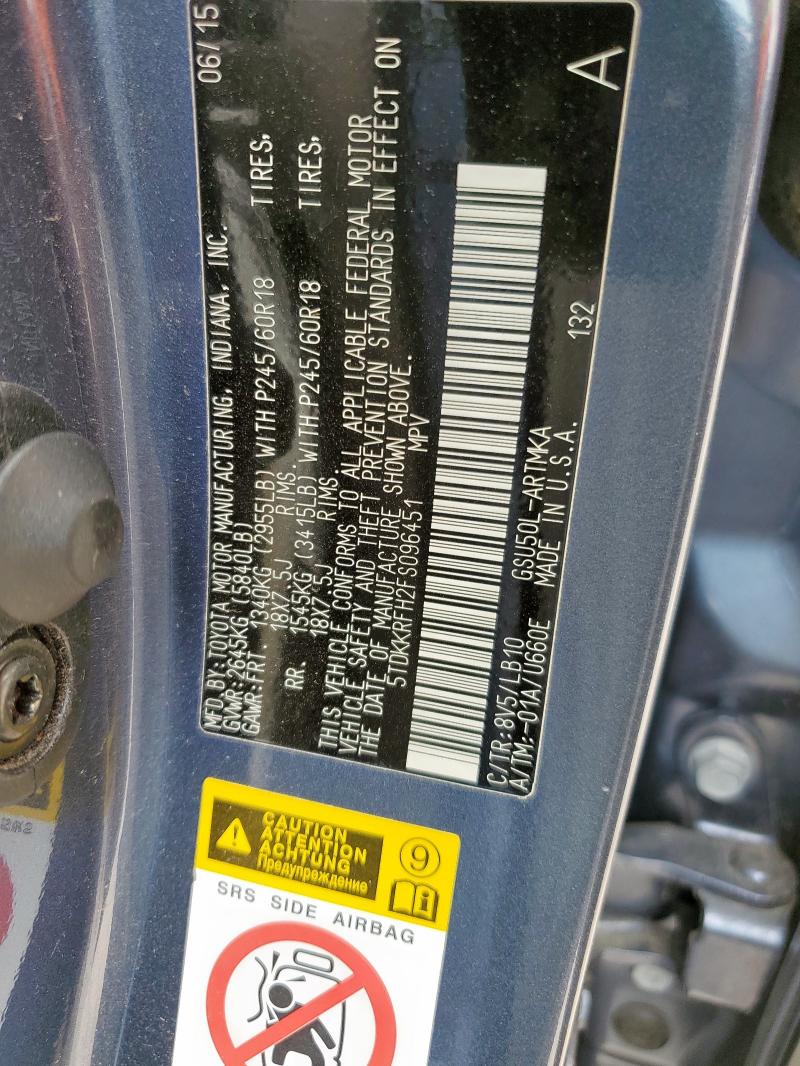 MFD.BY:TOYOTA MOTOR MANUFACTURING, INDIANA, INC. 06/15
GVWR:2645KG(5840LB)
GAWR:FRT. 1340KG (2955LB) WITH P245/60R18 TIRES,
18X7.5J RIMS.
RR. 1545KG (3415LB) WITH P245/60R18 TIRES,
18X7.5J RIMS.
THIS VEHICLE CONFORMS TO ALL APPLICABLE FEDERAL MOTOR
VEHICLE SAFETY AND THEFT PREVENTION STANDARDS IN EFFECT ON
THE DATE OF MANUFACTURE SHOWN ABOVE.
5TDKKRFH2FS096451 MPV
A
C/TR:8V5/LB10 GSU50L-ARTMKA 132
A/TM:-01A/U660E MADE IN U.S.A.
CAUTION
ATTENTION
ACHTUNG
Предупреждение
9
SRS SIDE AIRBAG